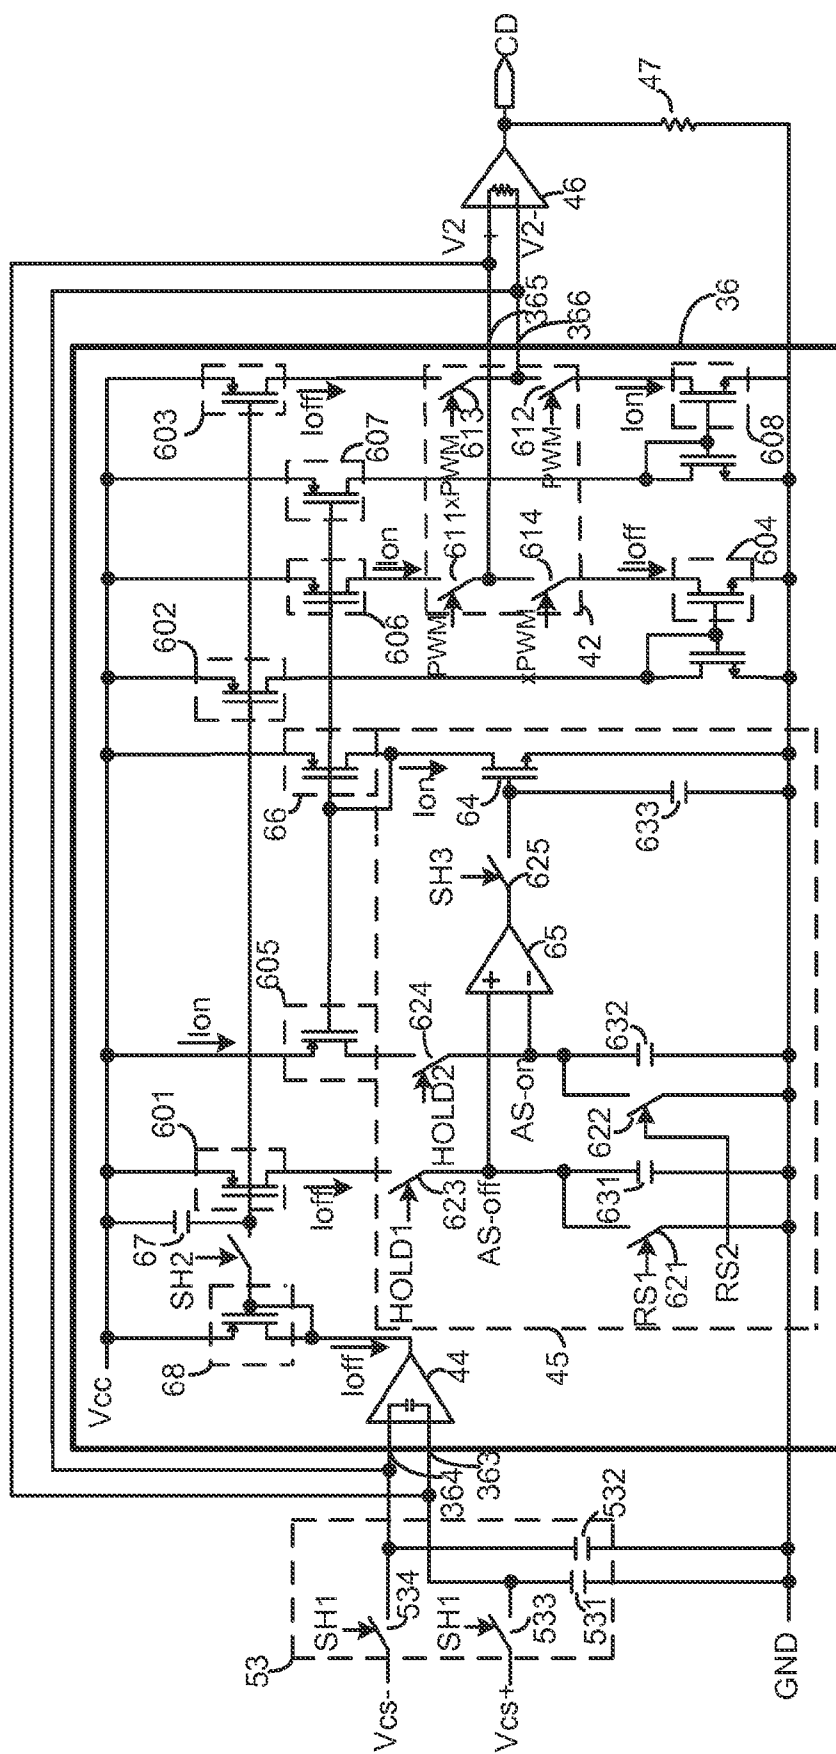 Vcs-
Vcs+
53
SH1
534
SH1
533
531
532
GND
364
363
Vcc
68
Ioff
44
SH2
67
601
Ioff
HOLD1
623
AS-off
631
RS1
621
RS2
45
Ion
605
HOLD2
624
AS-on
622
632
+
-
65
SH3
625
66
Ion
64
633
602
606
Ion
PWM
611
xPWM
614
42
Ioff
604
607
603
Ioff
xPWM
613
PWM
612
Ion
608
36
365
366
V2
+
V2-
46
CD
47